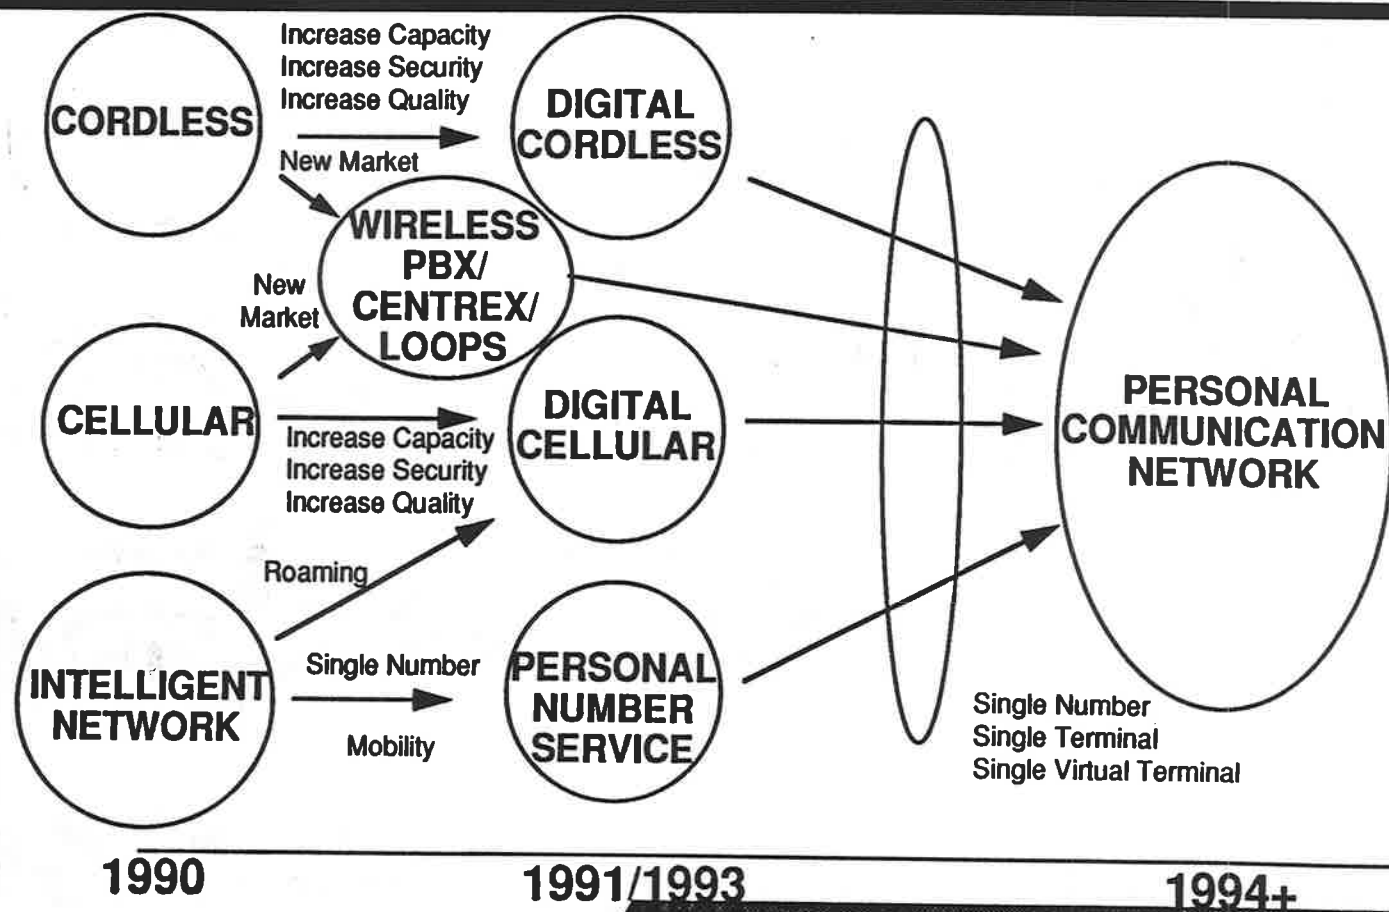 Increase Capacity
Increase Security
Increase Quality
CORDLESS
DIGITAL
CORDLESS
New Market
WIRELESS
PBX/
CENTREX/
LOOPS
New
Market
CELLULAR
DIGITAL
CELLULAR
Increase Capacity
Increase Security
Increase Quality
PERSONAL
COMMUNICATION
NETWORK
Roaming
INTELLIGENT
NETWORK
Single Number
Mobility
PERSONAL
NUMBER
SERVICE
Single Number
Single Terminal
Single Virtual Terminal
1990
1991/1993
1994+